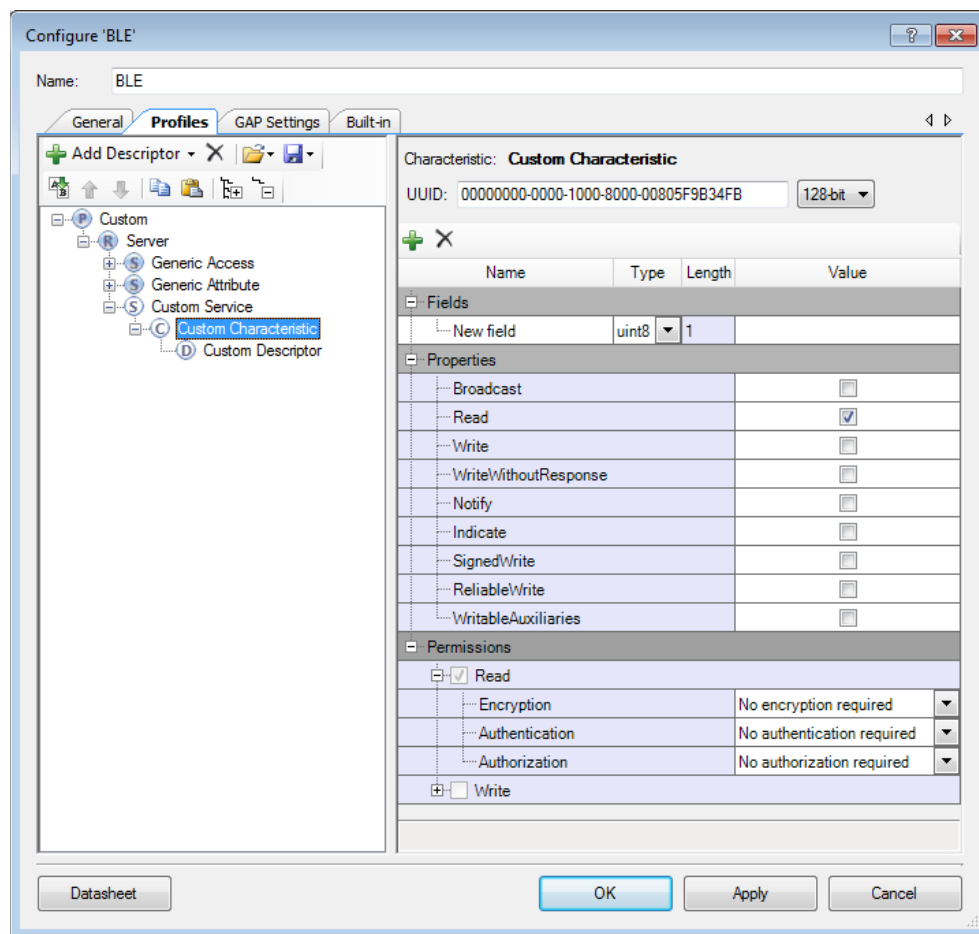 Configure 'BLE'
Name: BLE
General Profiles GAP Settings Built-in
Add Descriptor
Custom
Server
Generic Access
Generic Attribute
Custom Service
Custom Characteristic
Custom Descriptor
Characteristic: Custom Characteristic
UUID: 00000000-0000-1000-8000-00805F9B34FB 128-bit
Name Type Length Value
Fields
New field uint8 1
Properties
Broadcast
Read
Write
WriteWithoutResponse
Notify
Indicate
SignedWrite
ReliableWrite
WritableAuxiliaries
Permissions
Read
Encryption No encryption required
Authentication No authentication required
Authorization No authorization required
Write
Datasheet OK Apply Cancel